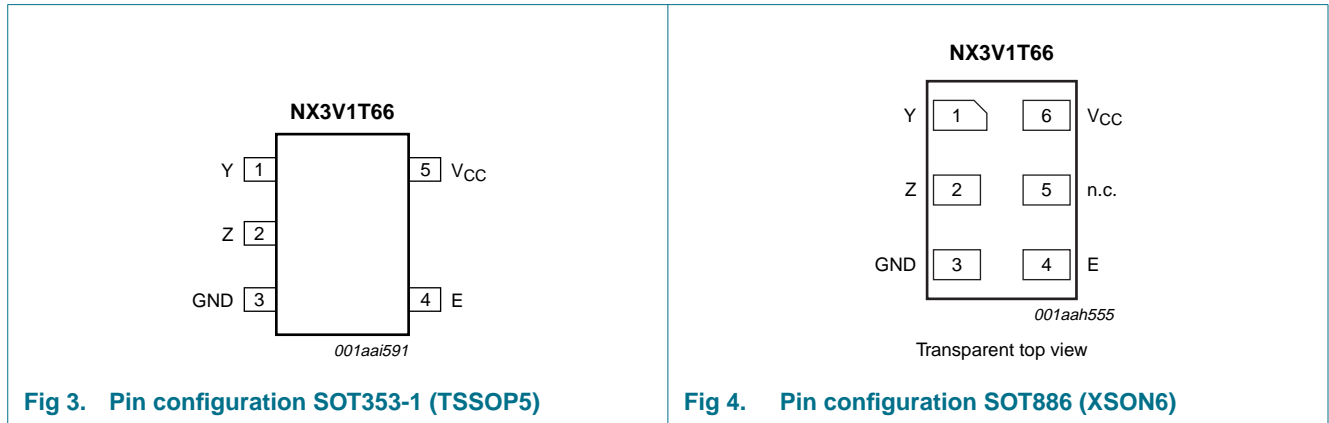 NX3V1T66
Y 1 5 VCC
Z 2
GND 3 4 E
001aai591
Fig 3. Pin configuration SOT353-1 (TSSOP5)
NX3V1T66
Y 1 6 VCC
Z 2 5 n.c.
GND 3 4 E
001aah555
Transparent top view
Fig 4. Pin configuration SOT886 (XSON6)